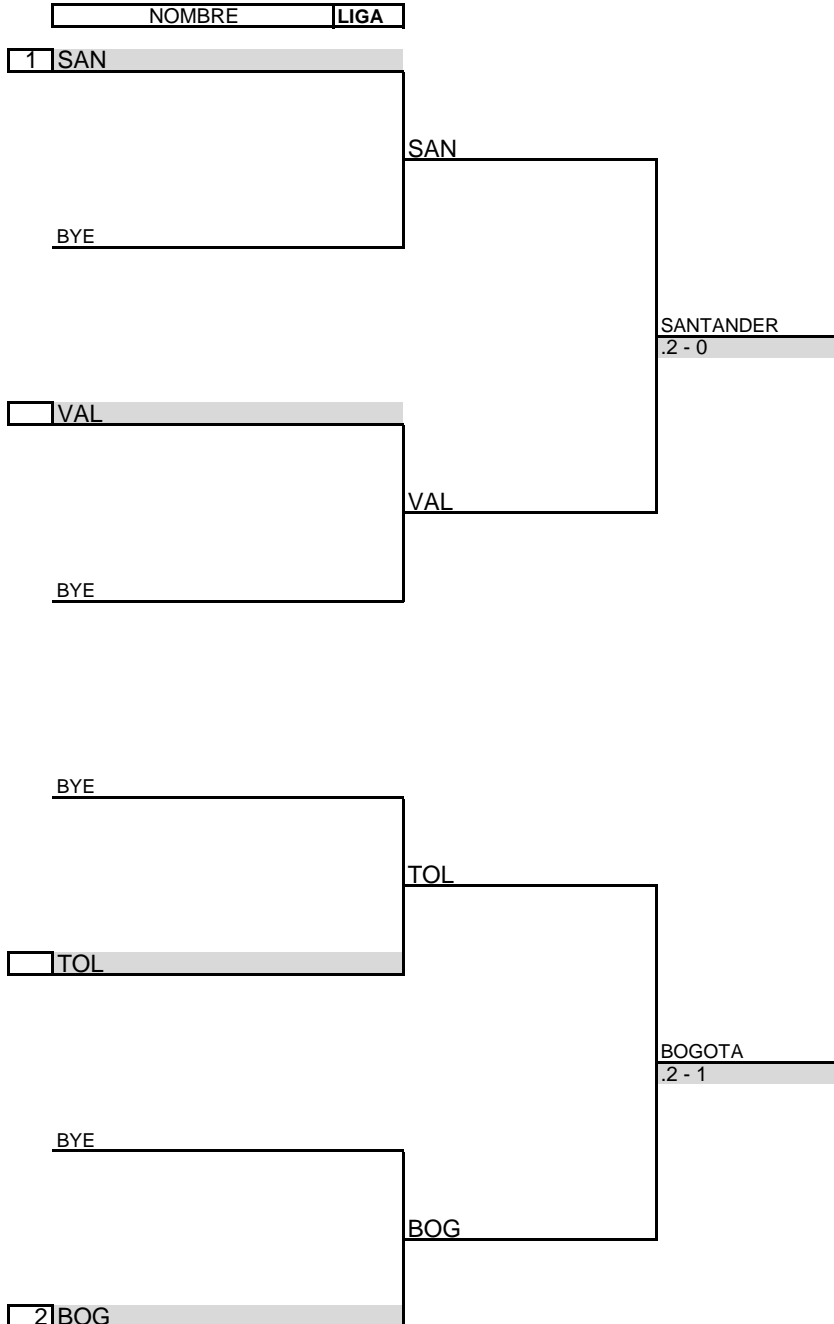 NOMBRE LIGA
1 SAN
SAN
BYE
SANTANDER
.2 - 0
VAL
VAL
BYE
BYE
TOL
TOL
BOGOTA
.2 - 1
BYE
BOG
2 BOG